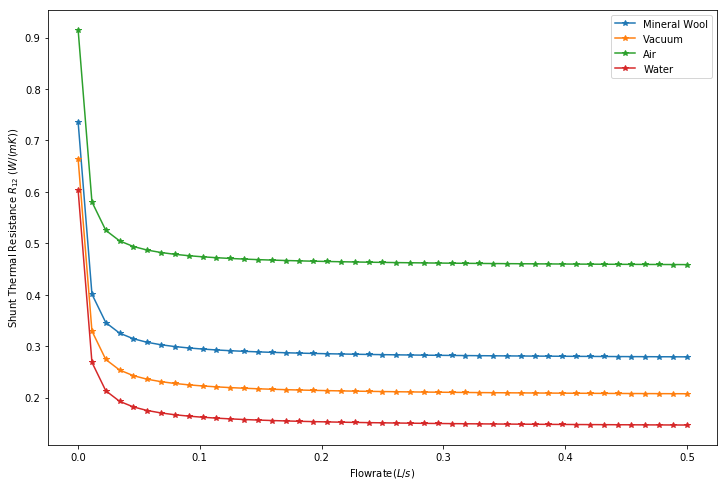 Mineral Wool
Vacuum
Air
Water
0.9
0.8
0.7
0.6
0.5
0.4
0.3
0.2
Shunt Thermal Resistance R₁₂ (W/(mK))
0.0
0.1
0.2
0.3
0.4
0.5
Flowrate(L/s)